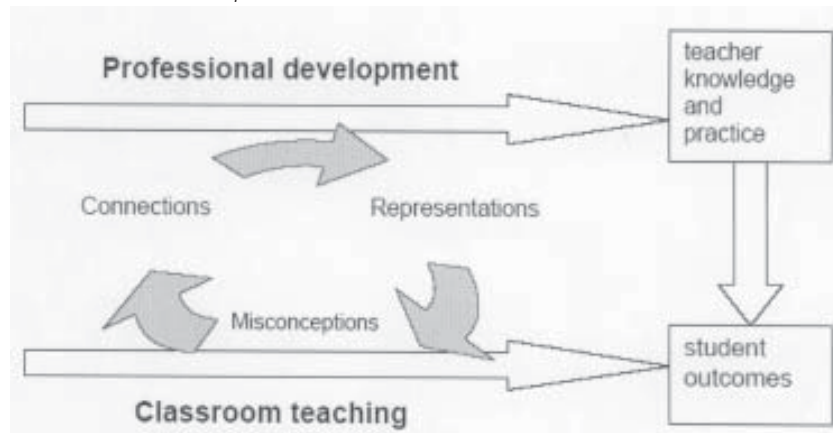 Professional development
teacher
knowledge
and
practice
Connections
Representations
Misconceptions
student
outcomes
Classroom teaching